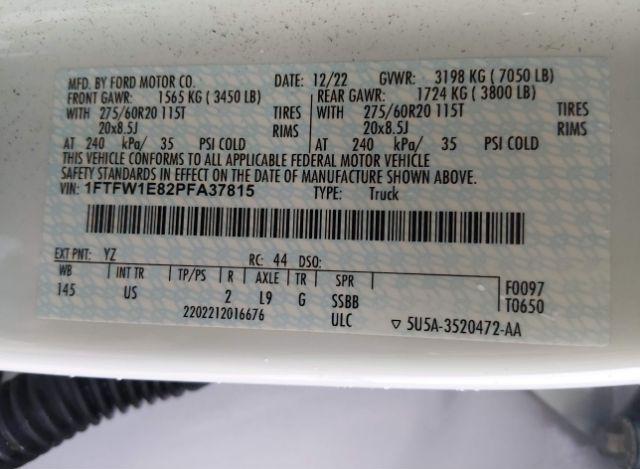 MFD. BY FORD MOTOR CO. DATE: 12/22 GVWR: 3198 KG ( 7050 LB)
FRONT GAWR: 1565 KG ( 3450 LB) REAR GAWR: 1724 KG ( 3800 LB)
WITH 275/60R20 115T TIRES WITH 275/60R20 115T TIRES
20x8.5J RIMS 20x8.5J RIMS
AT 240 kPa/ 35 PSI COLD AT 240 kPa/ 35 PSI COLD
THIS VEHICLE CONFORMS TO ALL APPLICABLE FEDERAL MOTOR VEHICLE
SAFETY STANDARDS IN EFFECT ON THE DATE OF MANUFACTURE SHOWN ABOVE.
VIN: 1FTFW1E82PFA37815 TYPE: Truck
EXT PNT: YZ RC: 44 DSO:
WB INT TR TP/PS R AXLE TR SPR F0097
145 US 2 L9 G SSBB T0650
2202212016676 ULC ▽ 5U5A-3520472-AA